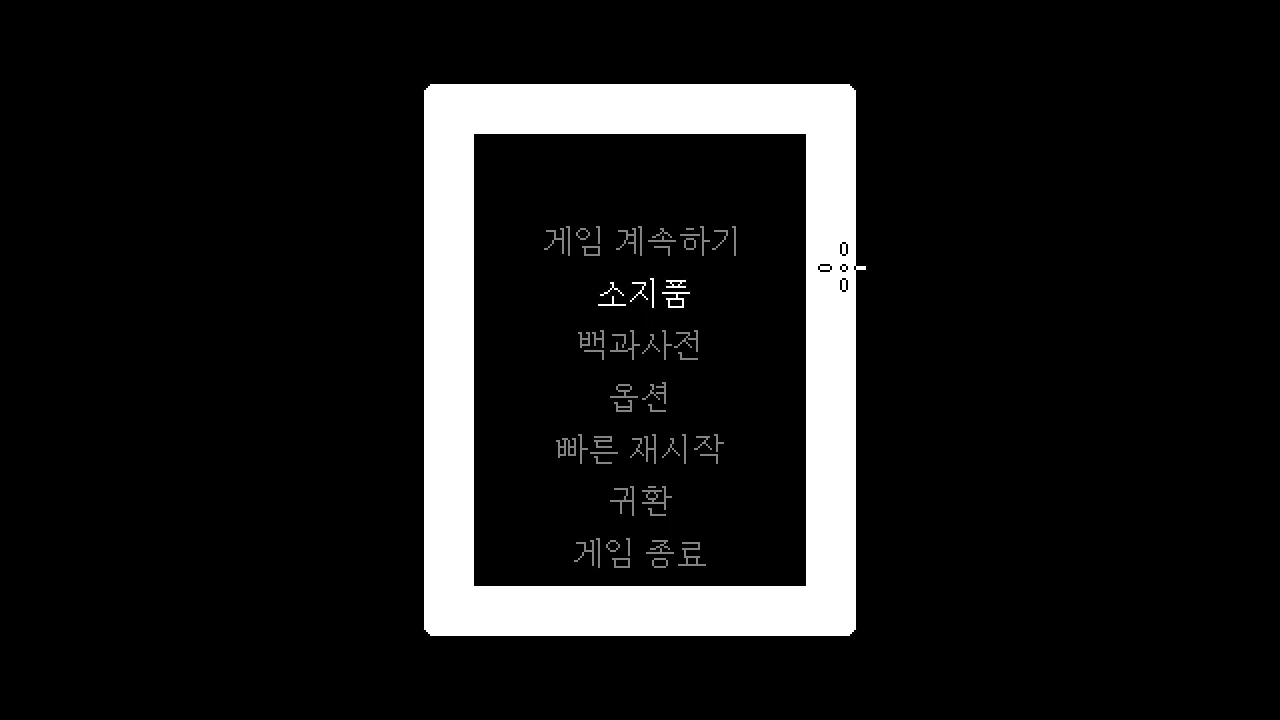 게임 계속하기
소지품
백과사전
옵션
빠른 재시작
귀환
게임 종료